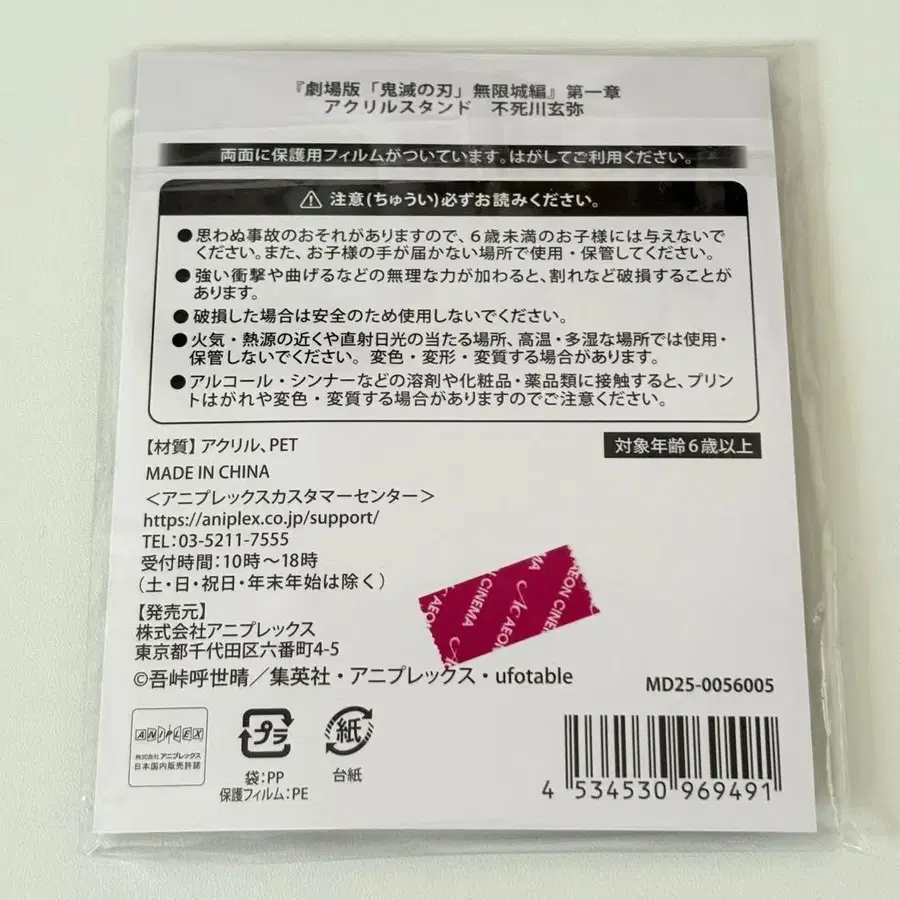 『劇場版「鬼滅の刃」無限城編』第一章
アクリルスタンド 不死川玄弥
両面に保護用フィルムがついています。はがしてご利用ください。
注意(ちゅうい)必ずお読みください。
●思わぬ事故のおそれがありますので、6歳未満のお子様には与えないで
ください。また、お子様の手が届かない場所で使用・保管してください。
●強い衝撃や曲げるなどの無理な力が加わると、割れなど破損することが
あります。
●破損した場合は安全のため使用しないでください。
●火気・熱源の近くや直射日光の当たる場所、高温・多湿な場所では使用・
保管しないでください。 変色・変形・変質する場合があります。
●アルコール・シンナーなどの溶剤や化粧品・薬品類に接触すると、プリン
トはがれや変色・変質する場合がありますのでご注意ください。
【材質】アクリル、PET
対象年齢6歳以上
MADE IN CHINA
＜アニプレックスカスタマーセンター＞
https://aniplex.co.jp/support/
TEL:03-5211-7555
受付時間:10時～18時
(土・日・祝日・年末年始は除く)
【発売元】
株式会社アニプレックス
東京都千代田区六番町4-5
AEON CINEMA
AEON CINEMA
©吾峠呼世晴／集英社・アニプレックス・ufotable
MD25-0056005
ANIPLEX
株式会社アニプレックス
日本国内販売許諾
プラ
袋:PP
保護フィルム:PE
紙
台紙
4 534530 969491